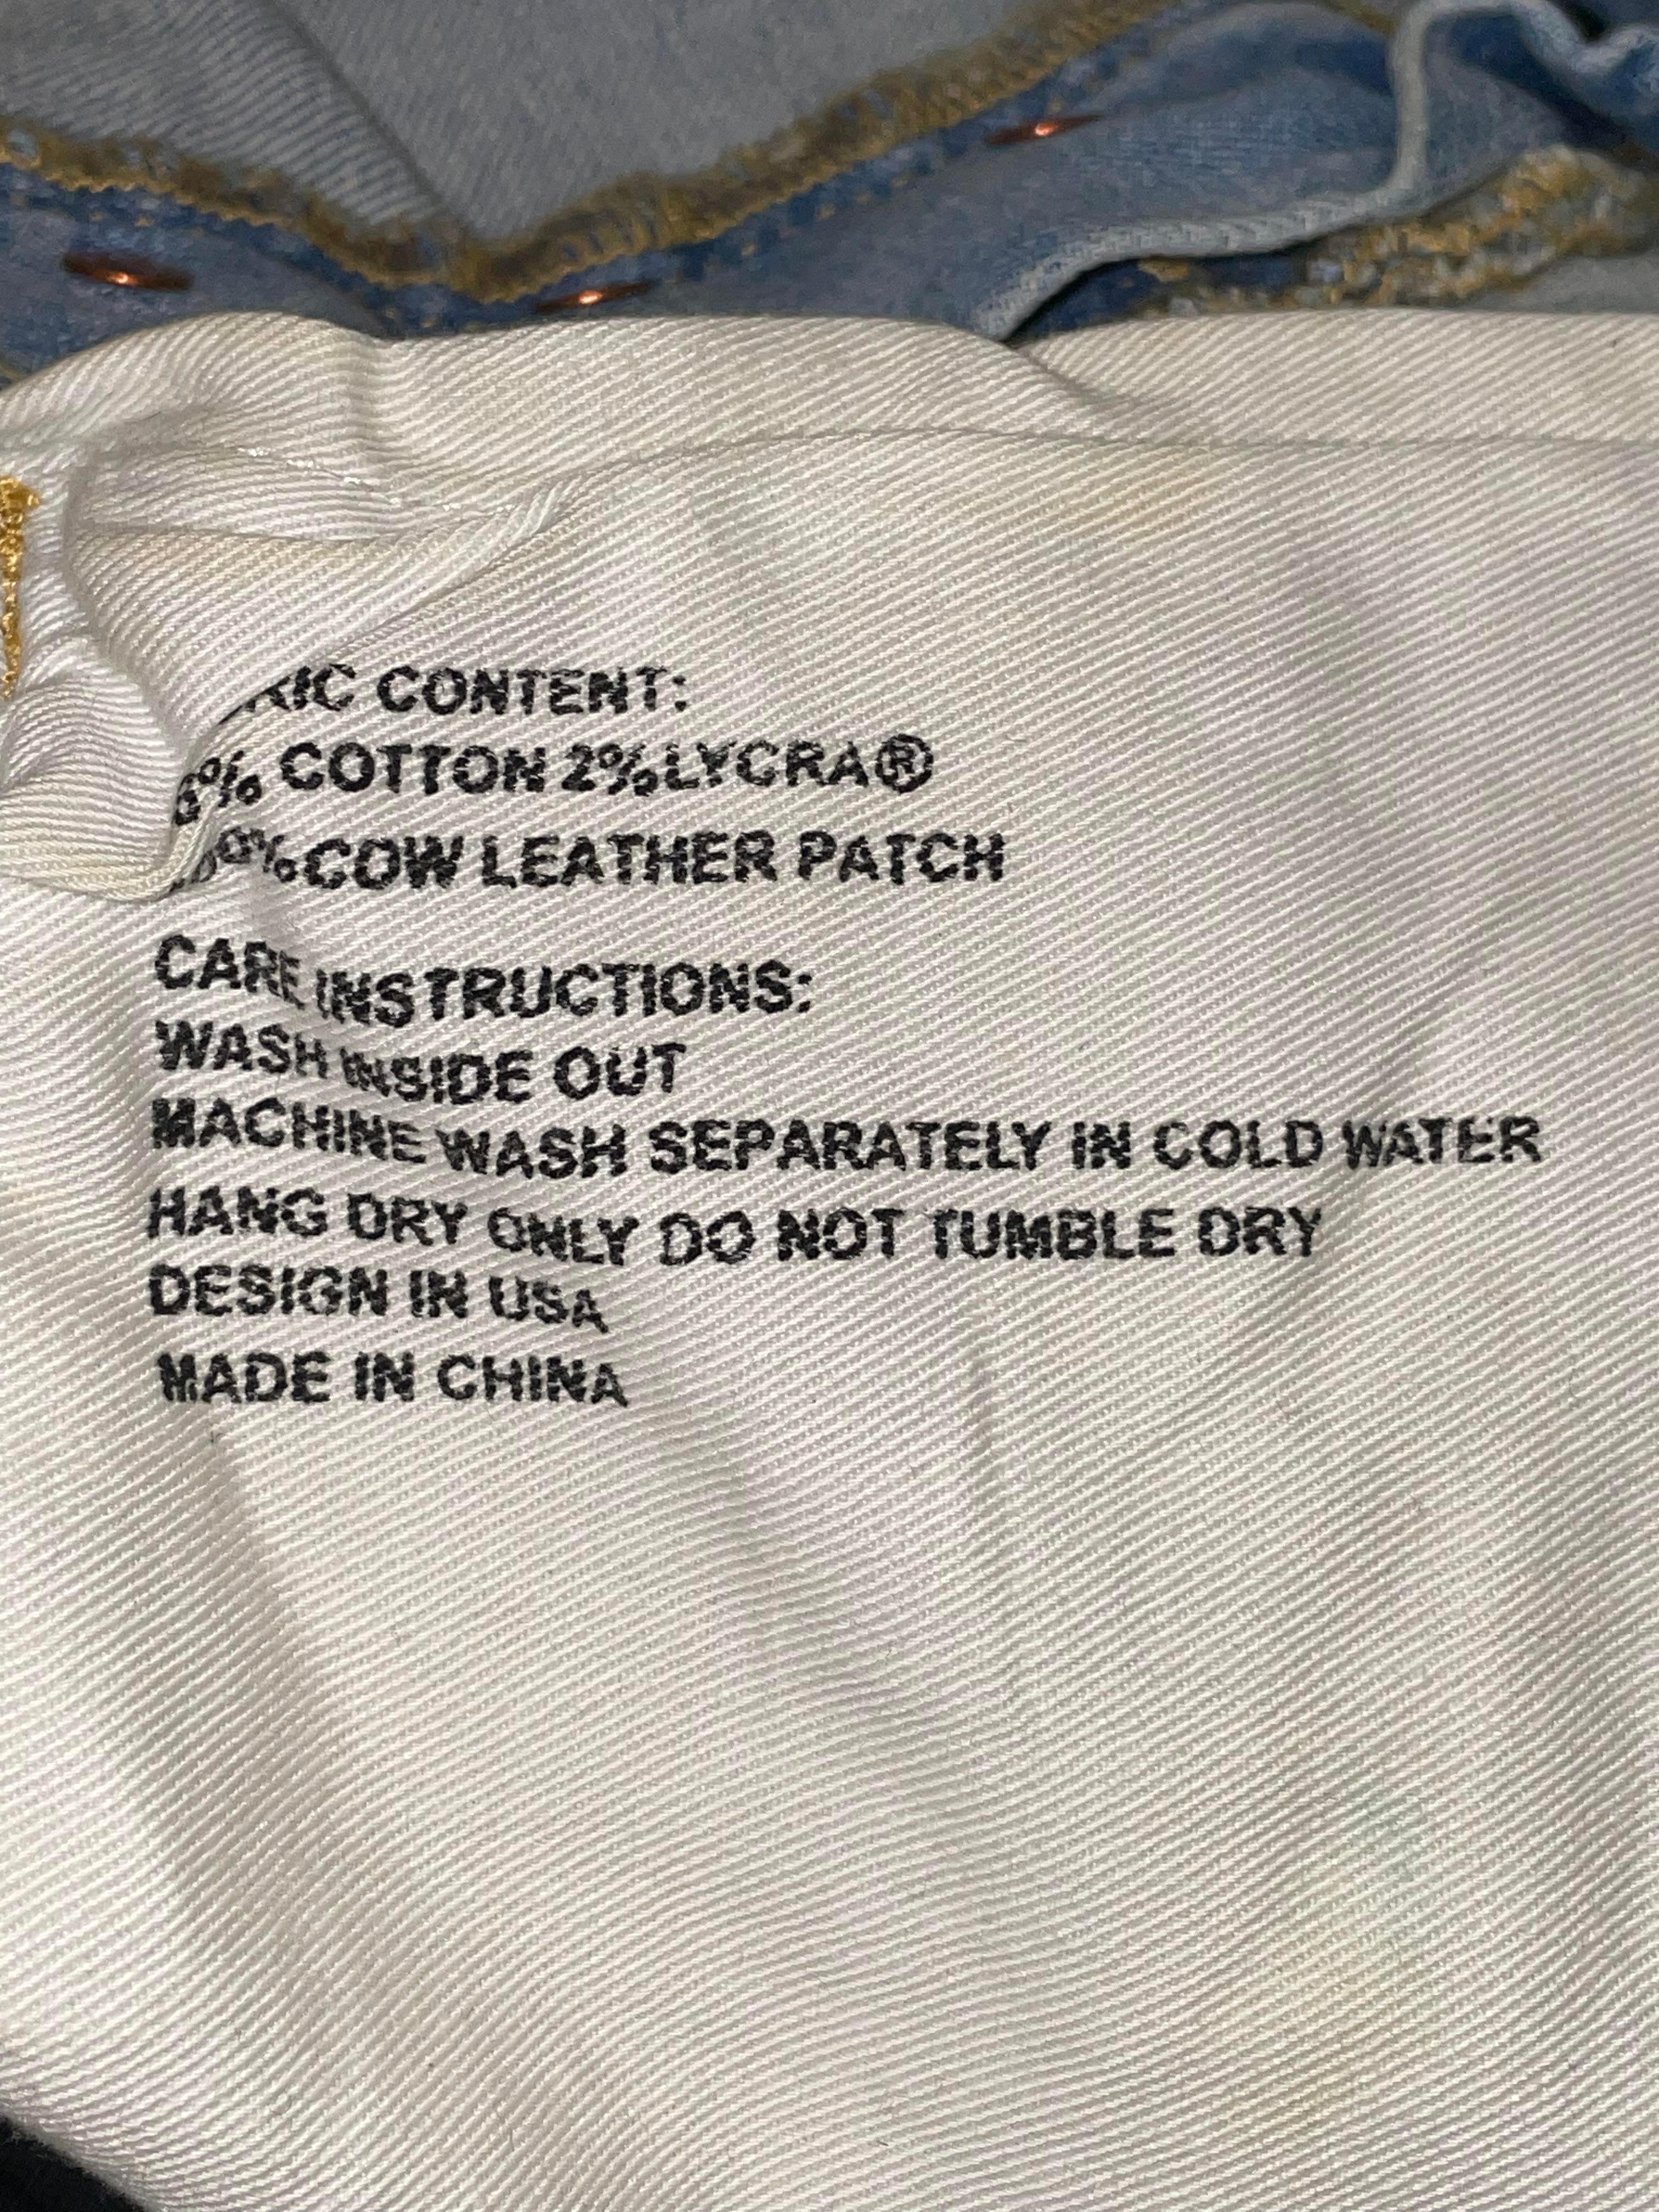 CONTENT:
COTTON 2%LYCRA®
COW LEATHER PATCH
CARE INSTRUCTIONS:
WASH INSIDE OUT
MACHINE WASH SEPARATELY IN COLD WATER
HANG DRY ONLY DO NOT TUMBLE DRY
DESIGN IN USA
MADE IN CHINA